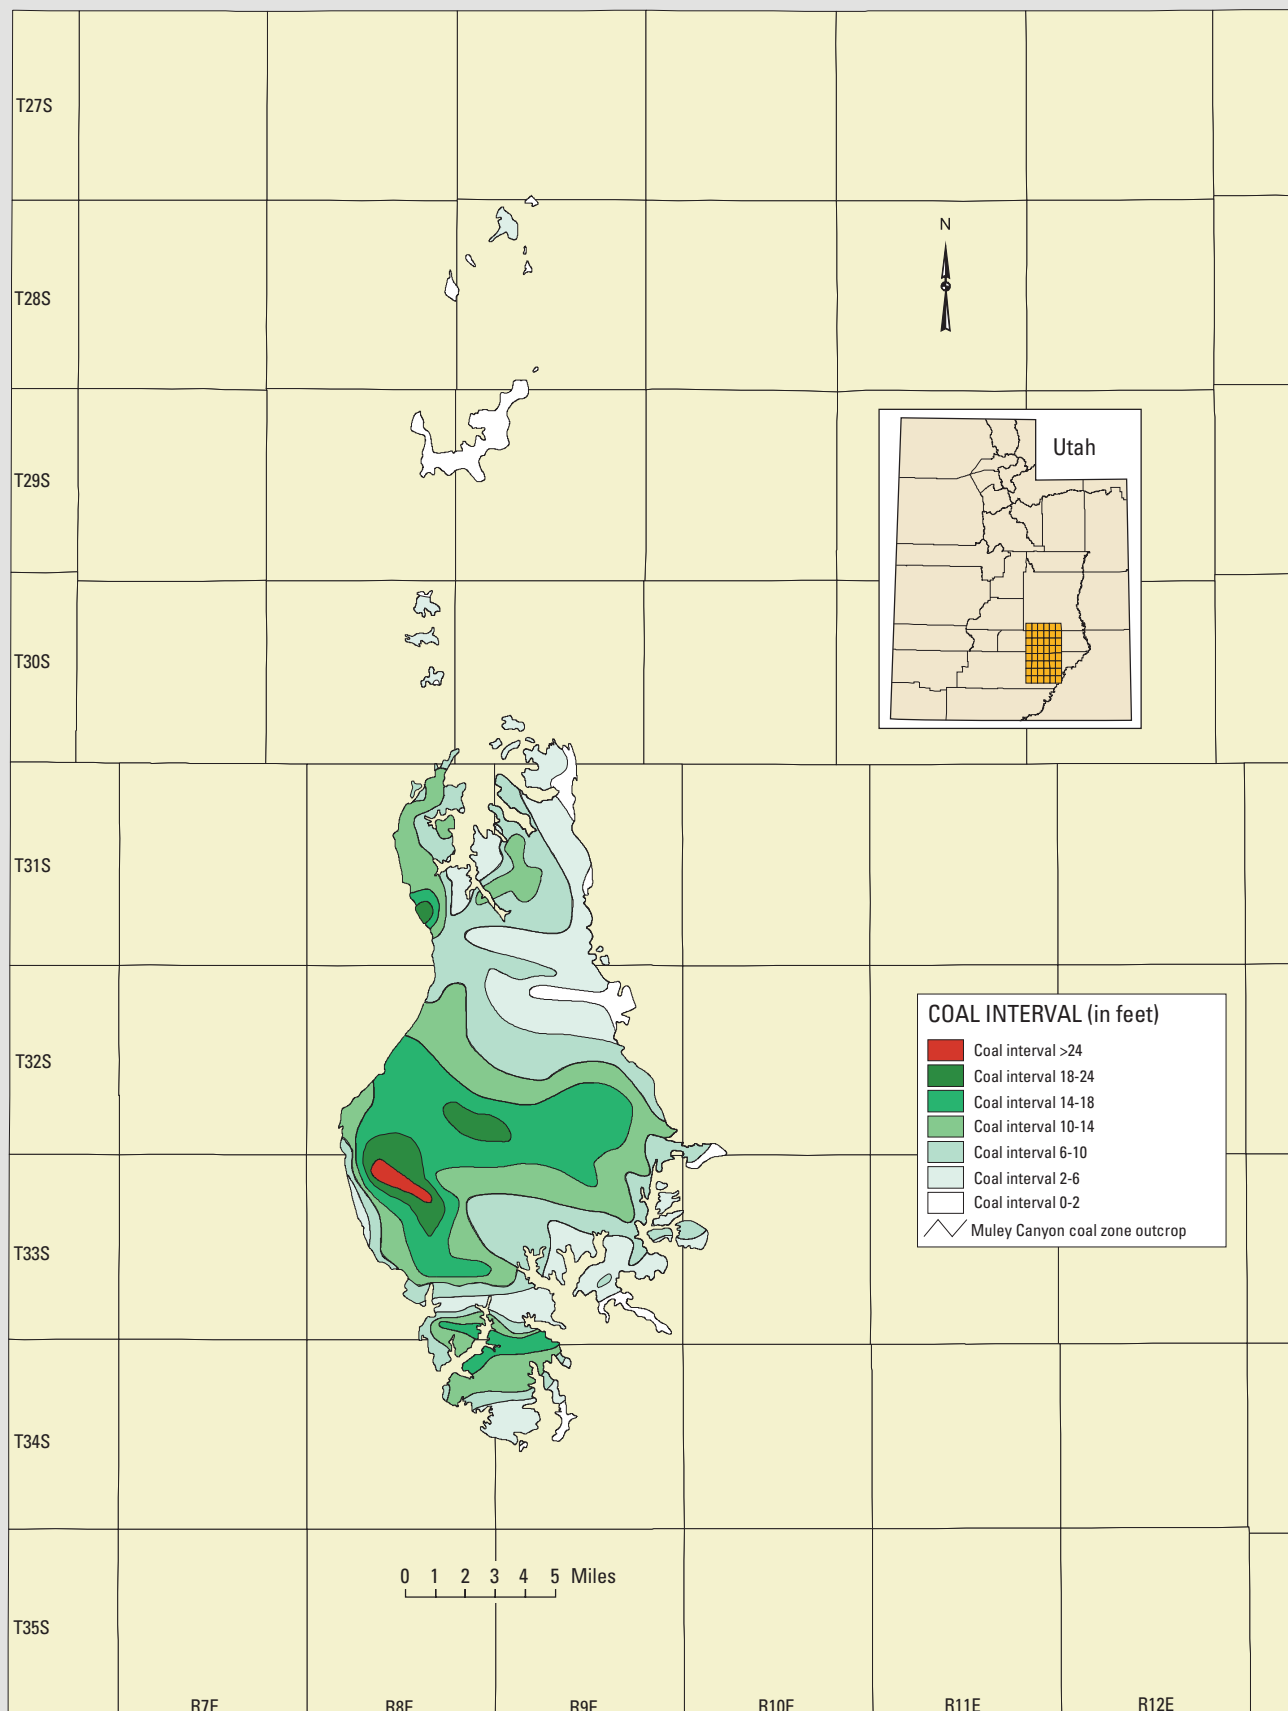 T27S
N
T28S
Utah
T29S
T30S
T31S
COAL INTERVAL (in feet)
Coal interval >24
T32S
Coal interval 18-24
Coal interval 14-18
Coal interval 10-14
Coal interval 6-10
Coal interval 2-6
Coal interval 0-2
Muley Canyon coal zone outcrop
T33S
T34S
0 1 2 3 4 5 Miles
T35S
R7E R8E R9E R10E R11E R12E